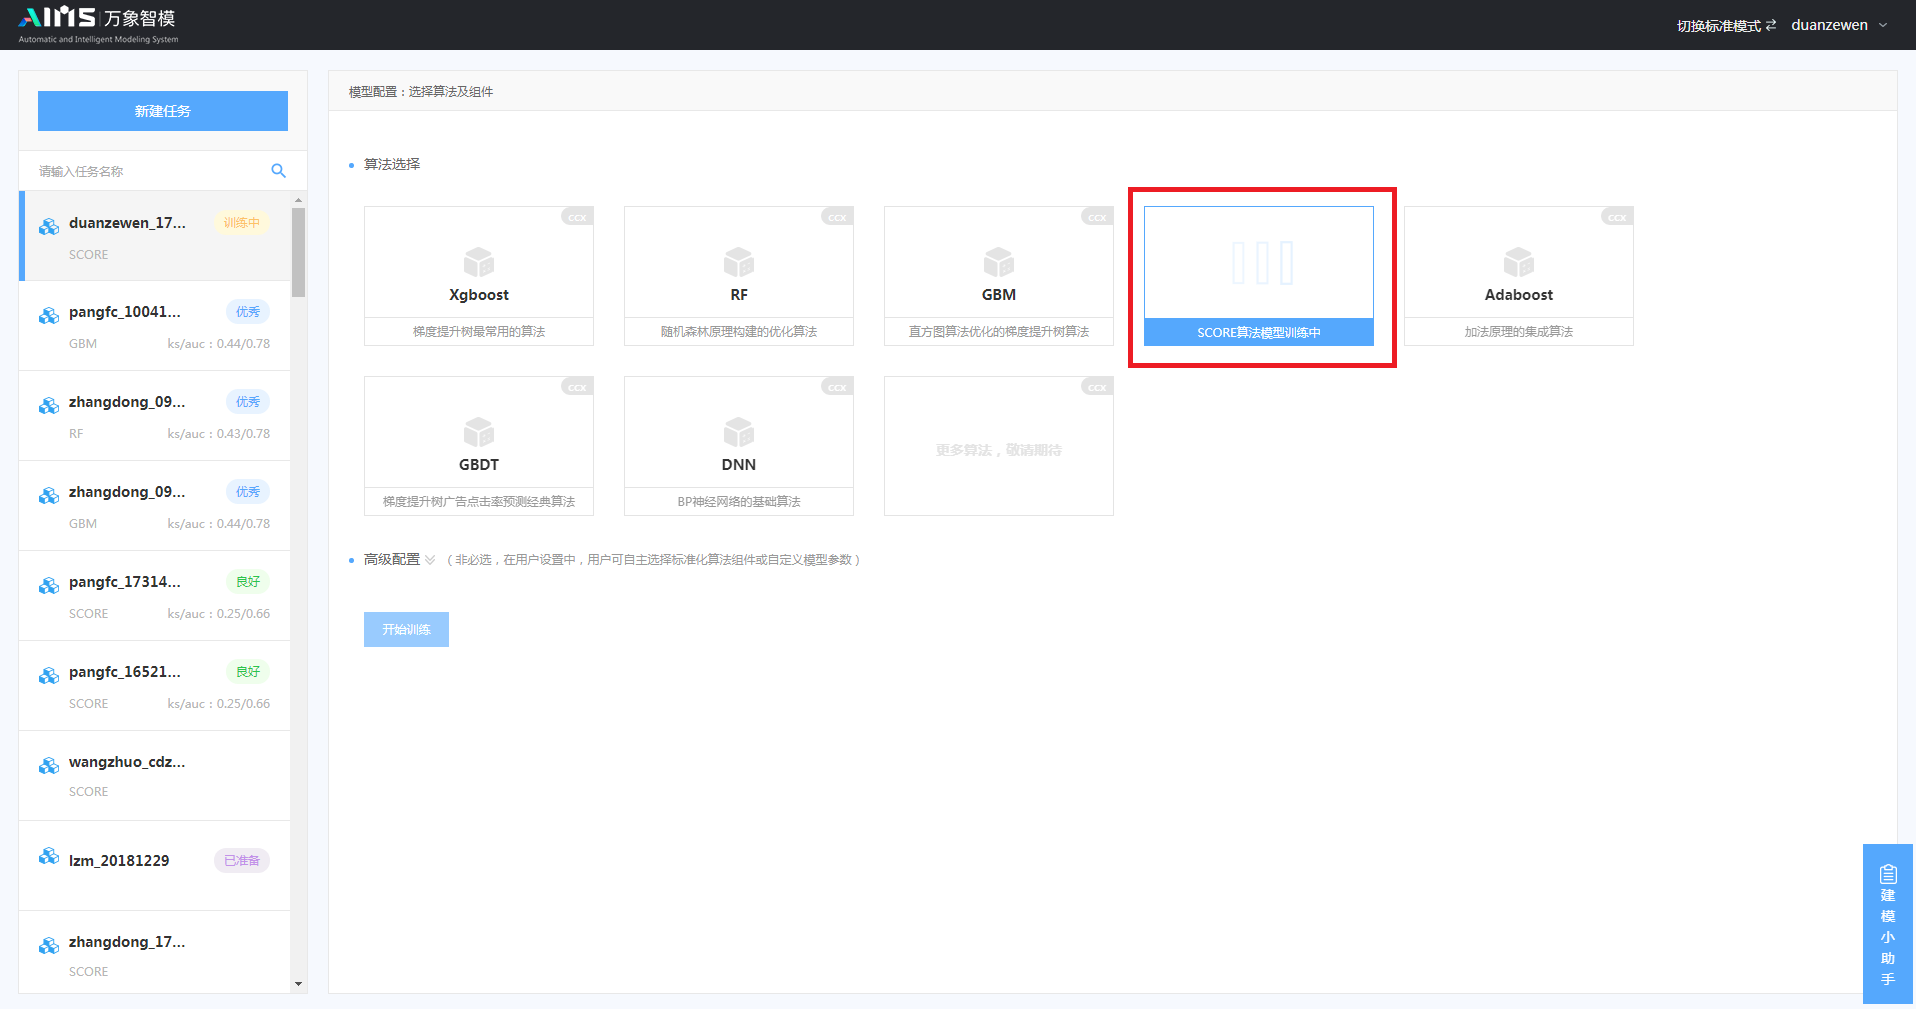 AIMS 万象智模
Automatic and Intelligent Modeling System
切换标准模式 duanzewen
新建任务
请输入任务名称
duanzewen_17... 训练中
SCORE
pangfc_10041... 优秀
GBM ks/auc：0.44/0.78
zhangdong_09... 优秀
RF ks/auc：0.43/0.78
zhangdong_09... 优秀
GBM ks/auc：0.44/0.78
pangfc_17314... 良好
SCORE ks/auc：0.25/0.66
pangfc_16521... 良好
SCORE ks/auc：0.25/0.66
wangzhuo_cdz...
SCORE
lzm_20181229 已准备
zhangdong_17...
SCORE
模型配置：选择算法及组件
算法选择
ccx
Xgboost
梯度提升树最常用的算法
ccx
RF
随机森林原理构建的优化算法
ccx
GBM
直方图算法优化的梯度提升树算法
SCORE算法模型训练中
ccx
Adaboost
加法原理的集成算法
ccx
GBDT
梯度提升树广告点击率预测经典算法
ccx
DNN
BP神经网络的基础算法
ccx
更多算法，敬请期待
高级配置 （非必选，在用户设置中，用户可自主选择标准化算法组件或自定义模型参数）
开始训练
建
模
小
助
手